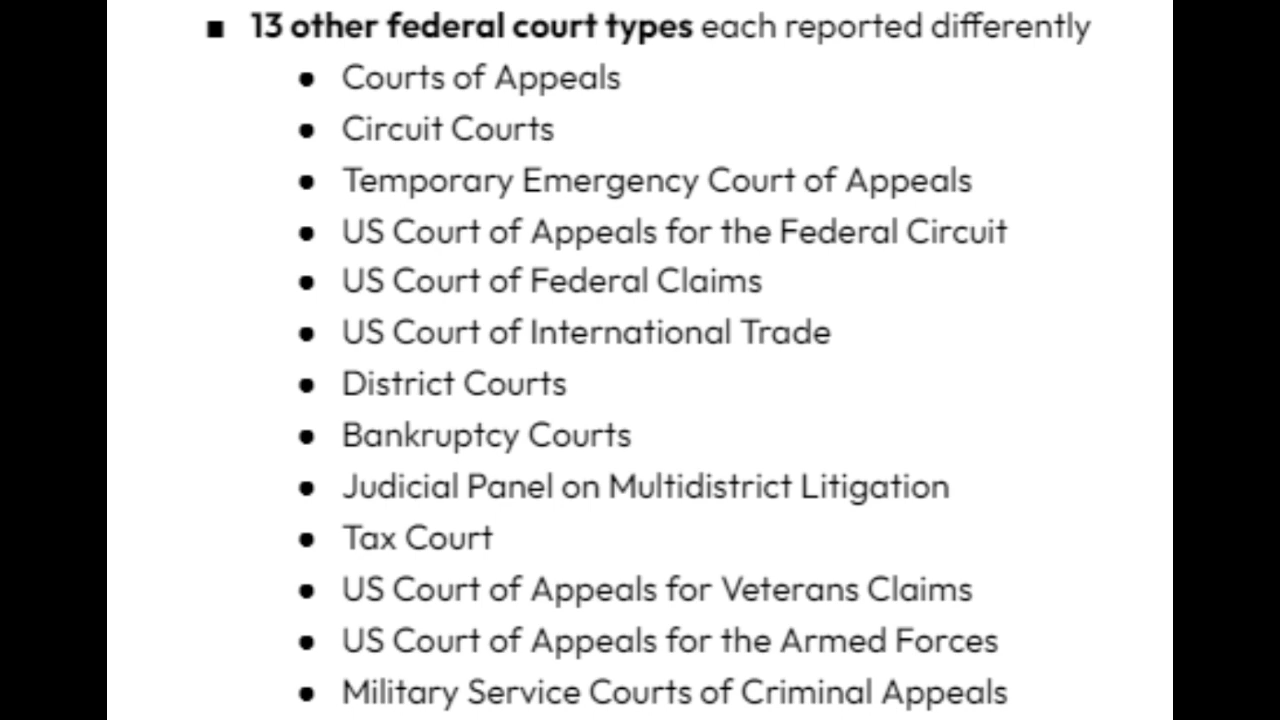 ▪ 13 other federal court types each reported differently
• Courts of Appeals
• Circuit Courts
• Temporary Emergency Court of Appeals
• US Court of Appeals for the Federal Circuit
• US Court of Federal Claims
• US Court of International Trade
• District Courts
• Bankruptcy Courts
• Judicial Panel on Multidistrict Litigation
• Tax Court
• US Court of Appeals for Veterans Claims
• US Court of Appeals for the Armed Forces
• Military Service Courts of Criminal Appeals